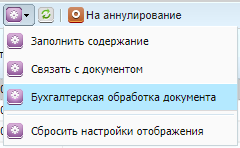 На аннулирование
Заполнить содержание
Связать с документом
Бухгалтерская обработка документа
Сбросить настройки отображения